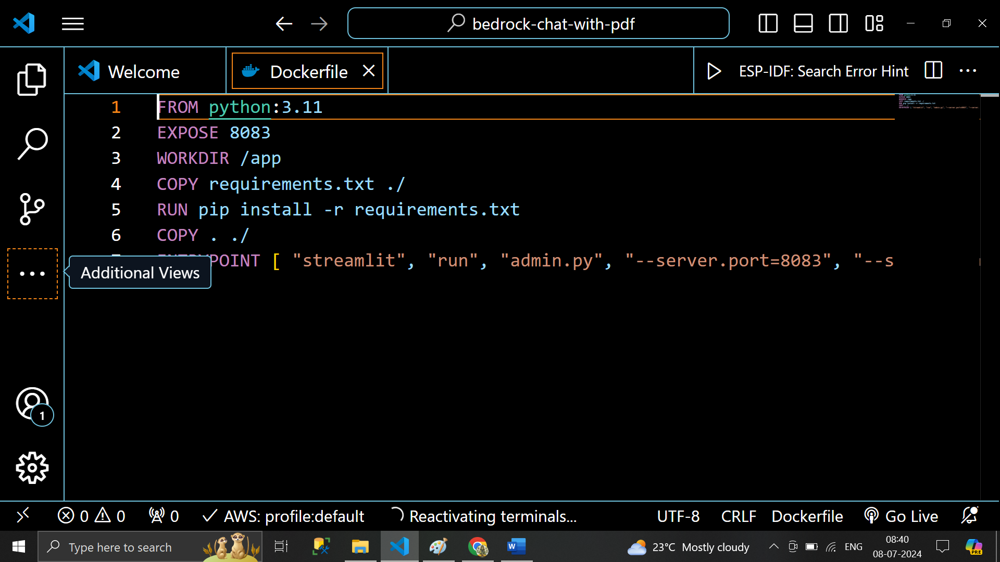 bedrock-chat-with-pdf
Welcome
Dockerfile
ESP-IDF: Search Error Hint
1 FROM python:3.11
2 EXPOSE 8083
3 WORKDIR /app
4 COPY requirements.txt ./
5 RUN pip install -r requirements.txt
6 COPY . ./
POINT [ "streamlit", "run", "admin.py", "--server.port=8083", "--s
Additional Views
1
0 0 0 AWS: profile:default Reactivating terminals... UTF-8 CRLF Dockerfile Go Live
Type here to search
23°C Mostly cloudy
ENG
08:40
08-07-2024
PRE